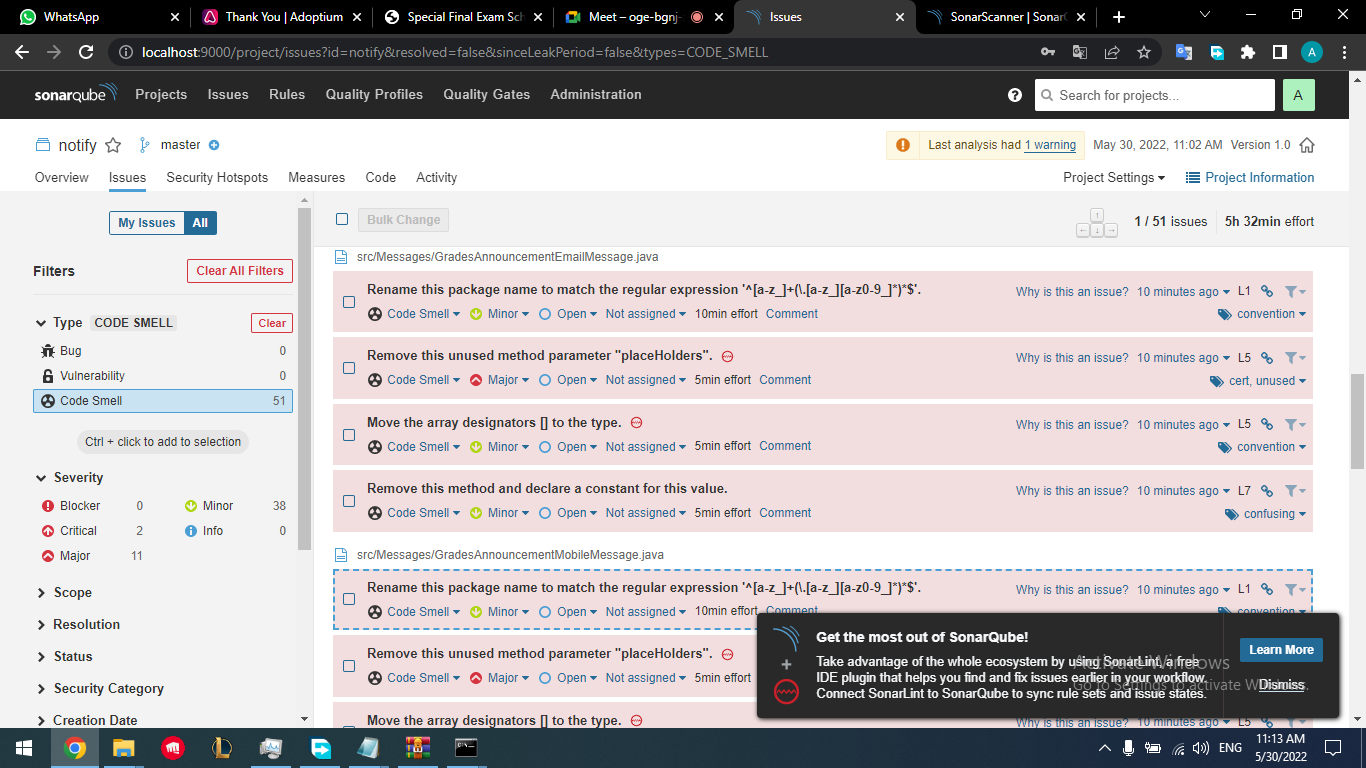 WhatsApp
Thank You | Adoptium
Special Final Exam Sch
Meet – oge-bgnj-
Issues
SonarScanner | Sonar
localhost:9000/project/issues?id=notify&resolved=false&sinceLeakPeriod=false&types=CODE_SMELL
A
sonarqube
Projects
Issues
Rules
Quality Profiles
Quality Gates
Administration
Search for projects...
A
notify
master
Last analysis had 1 warning
May 30, 2022, 11:02 AM
Version 1.0
Overview
Issues
Security Hotspots
Measures
Code
Activity
Project Settings
Project Information
My Issues
All
Filters
Clear All Filters
Type CODE SMELL
Clear
Bug 0
Vulnerability 0
Code Smell 51
Ctrl + click to add to selection
Severity
Blocker 0
Minor 38
Critical 2
Info 0
Major 11
Scope
Resolution
Status
Security Category
Creation Date
Bulk Change
1 / 51 issues
5h 32min effort
src/Messages/GradesAnnouncementEmailMessage.java
Rename this package name to match the regular expression '^[a-z_]+(\.[a-z_][a-z0-9_]*)*$'.
Why is this an issue? 10 minutes ago L1
Code Smell Minor Open Not assigned 10min effort Comment
convention
Remove this unused method parameter "placeHolders".
Why is this an issue? 10 minutes ago L5
Code Smell Major Open Not assigned 5min effort Comment
cert, unused
Move the array designators [] to the type.
Why is this an issue? 10 minutes ago L5
Code Smell Minor Open Not assigned 5min effort Comment
convention
Remove this method and declare a constant for this value.
Why is this an issue? 10 minutes ago L7
Code Smell Minor Open Not assigned 5min effort Comment
confusing
src/Messages/GradesAnnouncementMobileMessage.java
Rename this package name to match the regular expression '^[a-z_]+(\.[a-z_][a-z0-9_]*)*$'.
Why is this an issue? 10 minutes ago L1
Code Smell Minor Open Not assigned 10min effort Comment
convention
Remove this unused method parameter "placeHolders".
Code Smell Major Open Not assigned 5min effort
Move the array designators [] to the type.
Why is this an issue? 10 minutes ago L5
Get the most out of SonarQube!
Take advantage of the whole ecosystem by using SonarLint, a free
IDE plugin that helps you find and fix issues earlier in your workflow.
Connect SonarLint to SonarQube to sync rule sets and issue states.
Learn More
Dismiss
Activate Windows
Go to Settings to activate Windows.
ENG
11:13 AM
5/30/2022